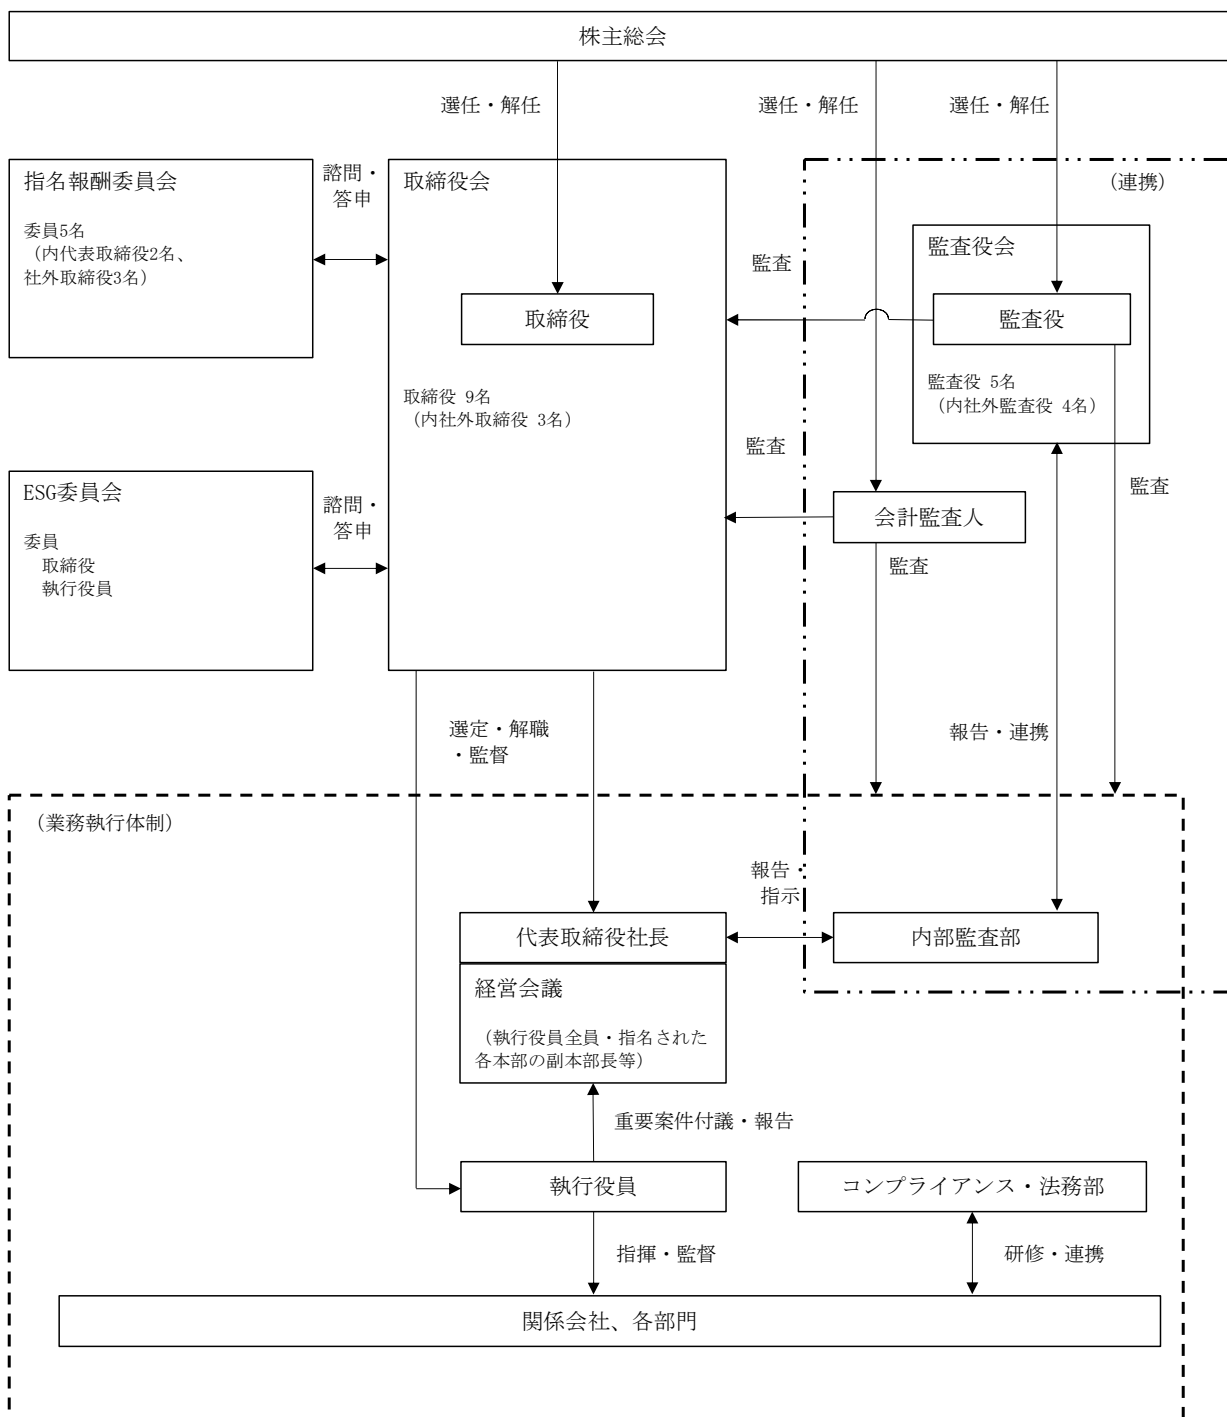 株主総会
選任・解任
選任・解任
選任・解任
指名報酬委員会
委員5名
（内代表取締役2名、
社外取締役3名）
諮問・
答申
取締役会
取締役
取締役 9名
（内社外取締役 3名）
監査
(連携)
監査役会
監査役
監査役 5名
（内社外監査役 4名）
ESG委員会
委員
取締役
執行役員
諮問・
答申
監査
会計監査人
監査
監査
選定・解職
・監督
報告・連携
(業務執行体制)
報告・
指示
代表取締役社長
内部監査部
経営会議
（執行役員全員・指名された
各本部の副本部長等）
重要案件付議・報告
執行役員
コンプライアンス・法務部
指揮・監督
研修・連携
関係会社、各部門